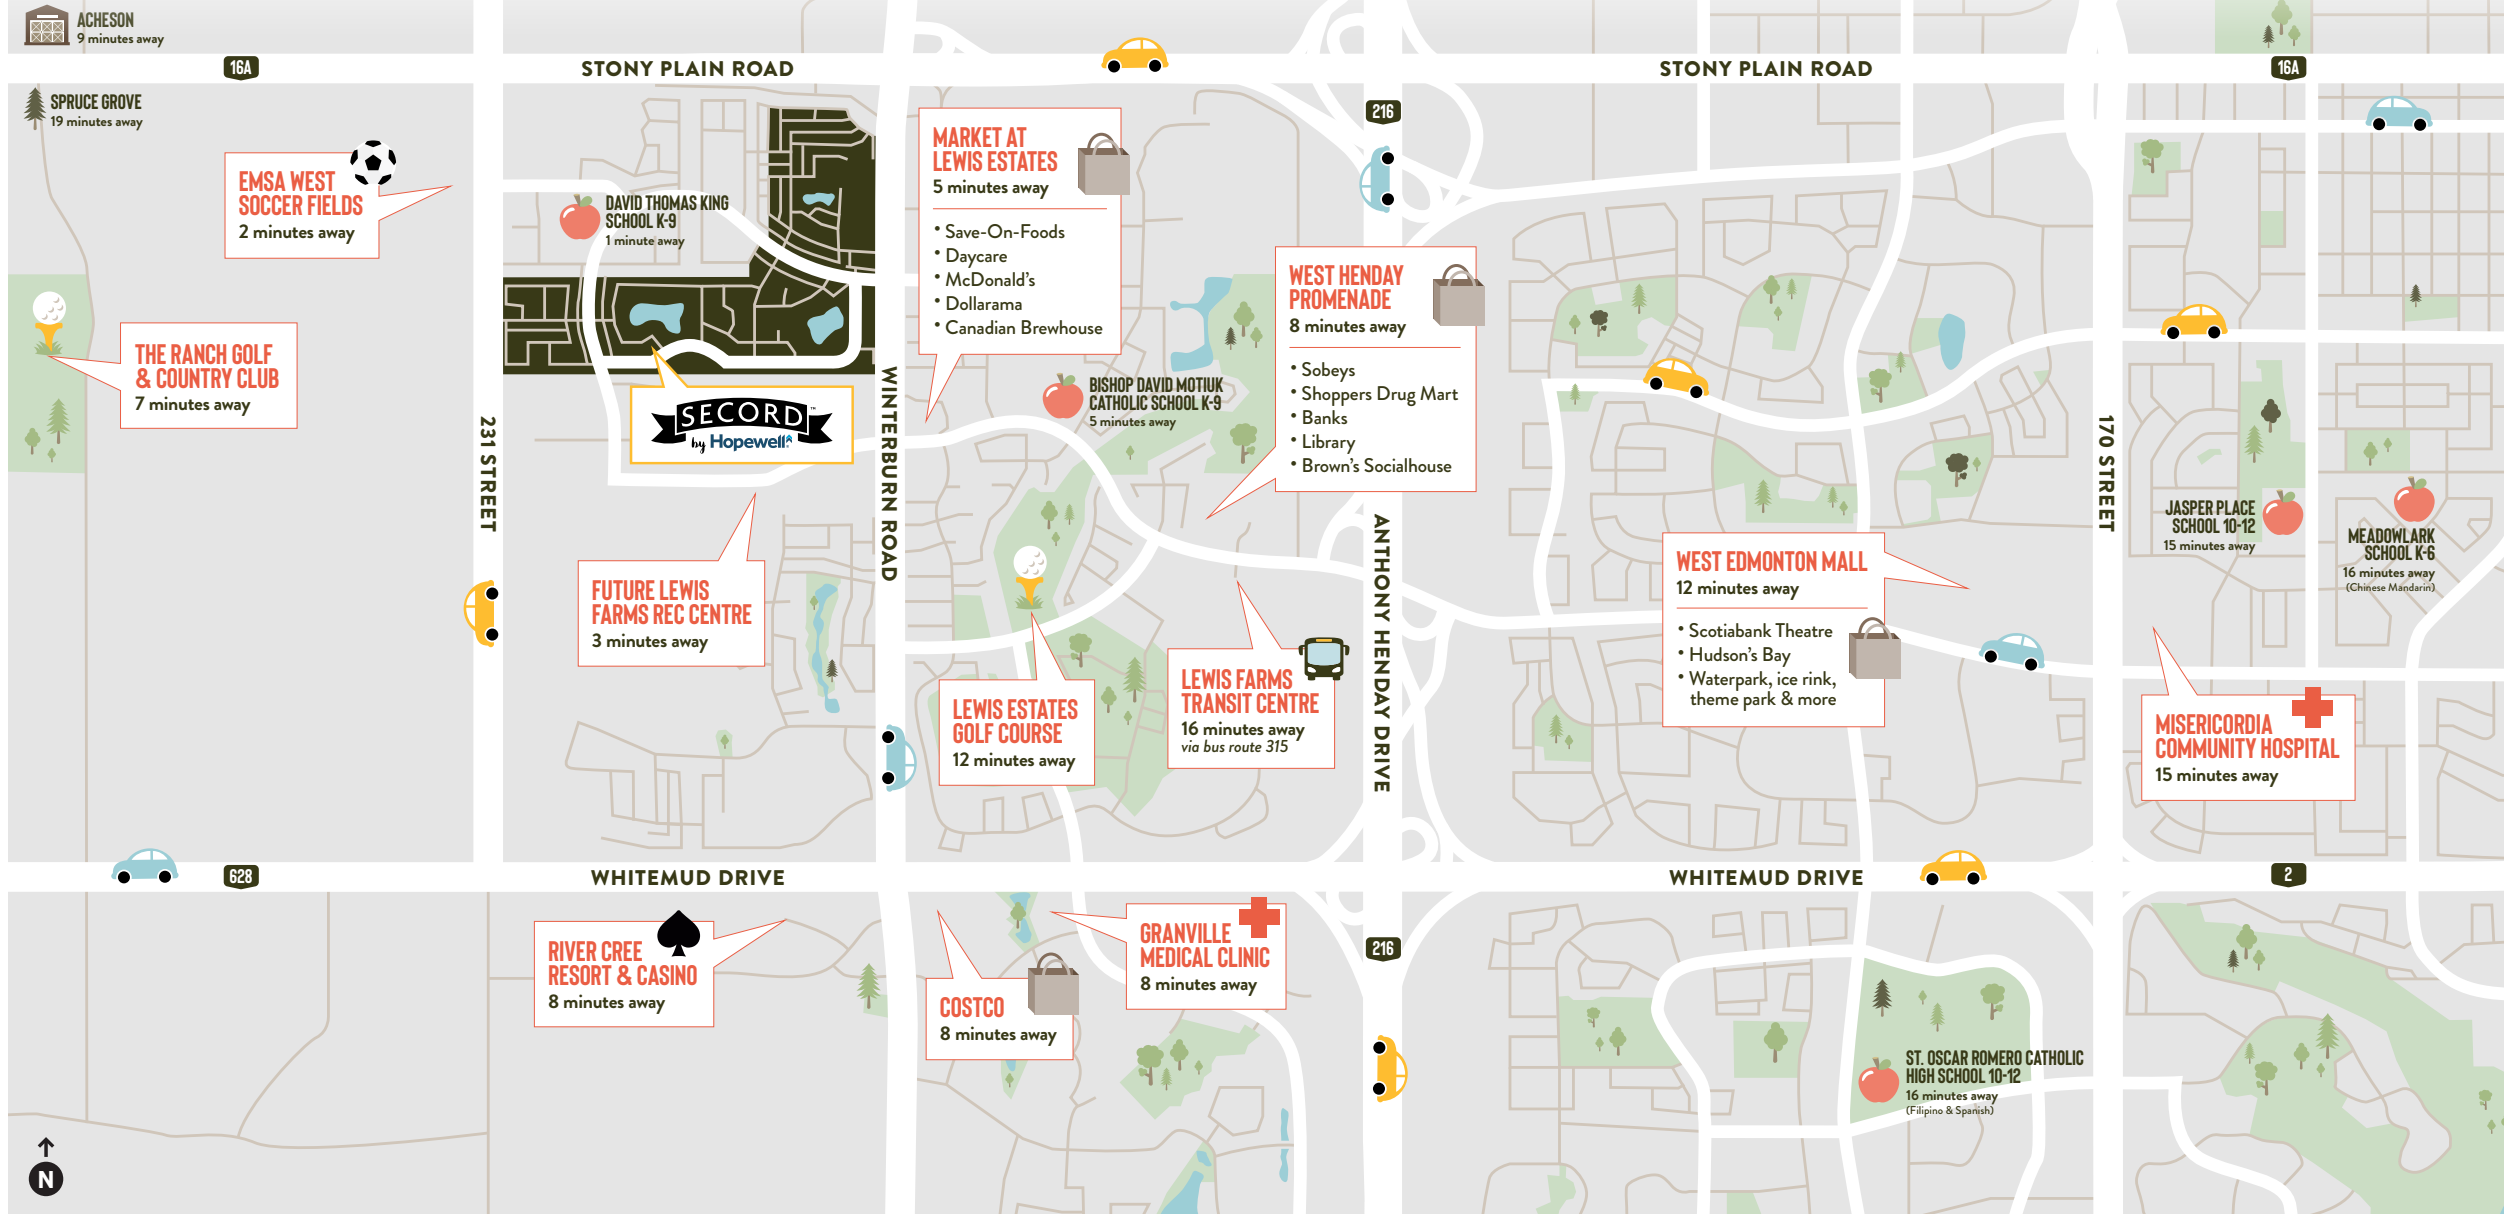 ACHESON
9 minutes away
16A
STONY PLAIN ROAD
STONY PLAIN ROAD
16A
SPRUCE GROVE
19 minutes away
216
EMSA WEST
SOCCER FIELDS
2 minutes away
DAVID THOMAS KING
SCHOOL K-9
1 minute away
MARKET AT
LEWIS ESTATES
5 minutes away
• Save-On-Foods
• Daycare
• McDonald's
• Dollarama
• Canadian Brewhouse
WEST HENDAY
PROMENADE
8 minutes away
• Sobeys
• Shoppers Drug Mart
• Banks
• Library
• Brown's Socialhouse
THE RANCH GOLF
& COUNTRY CLUB
7 minutes away
SECORD™
by Hopewell
BISHOP DAVID MOTIUK
CATHOLIC SCHOOL K-9
5 minutes away
231 STREET
WINTERBURN ROAD
ANTHONY HENDAY DRIVE
170 STREET
JASPER PLACE
SCHOOL 10-12
15 minutes away
MEADOWLARK
SCHOOL K-6
16 minutes away
(Chinese Mandarin)
FUTURE LEWIS
FARMS REC CENTRE
3 minutes away
WEST EDMONTON MALL
12 minutes away
• Scotiabank Theatre
• Hudson's Bay
• Waterpark, ice rink,
theme park & more
LEWIS ESTATES
GOLF COURSE
12 minutes away
LEWIS FARMS
TRANSIT CENTRE
16 minutes away
via bus route 315
MISERICORDIA
COMMUNITY HOSPITAL
15 minutes away
628
WHITEMUD DRIVE
WHITEMUD DRIVE
2
RIVER CREE
RESORT & CASINO
8 minutes away
COSTCO
8 minutes away
GRANVILLE
MEDICAL CLINIC
8 minutes away
216
ST. OSCAR ROMERO CATHOLIC
HIGH SCHOOL 10-12
16 minutes away
(Filipino & Spanish)
N